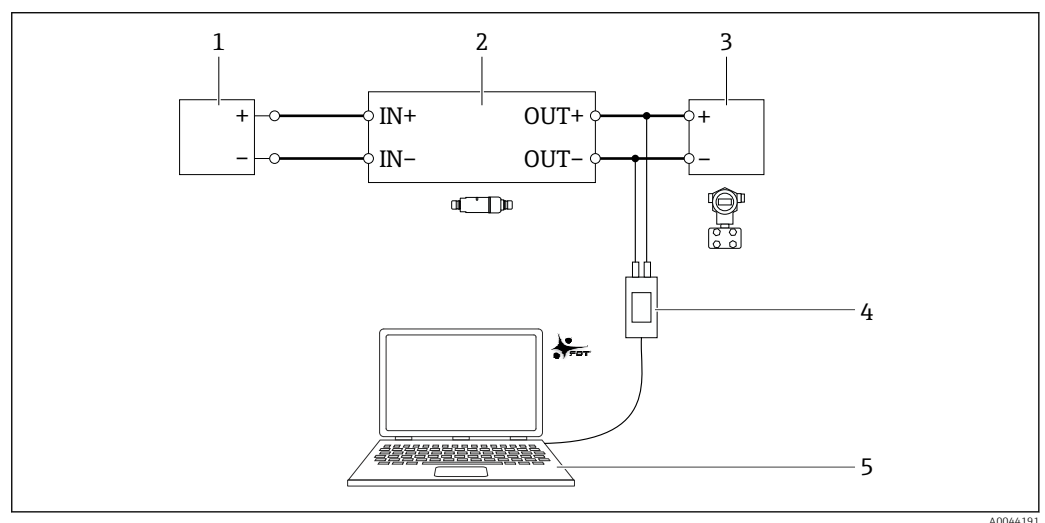 1 2 3
+ IN+ OUT+ +
− IN− OUT− −
4
FDT
5
A0044191